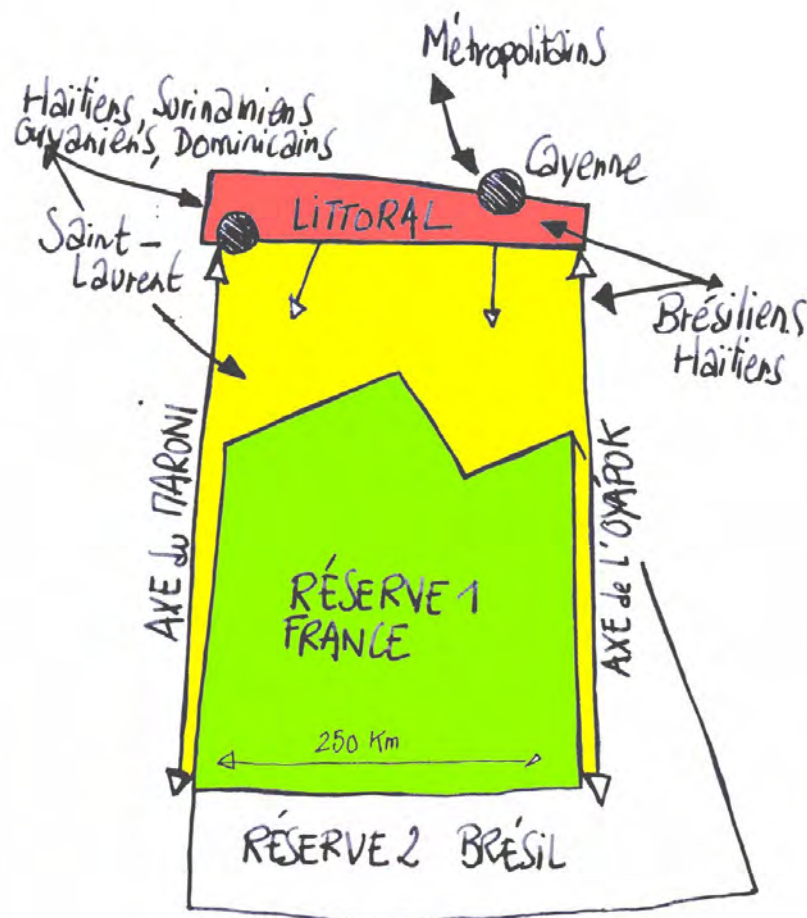 Métropolitains
Haïtiens, Surinamiens
Guyaniens, Dominicains
Cayenne
LITTORAL
Saint-
Laurent
Brésiliens
Haïtiens
AXE du MARONI
AXE de L'OYAPOK
RÉSERVE 1
FRANCE
250 Km
RÉSERVE 2 BRÉSIL